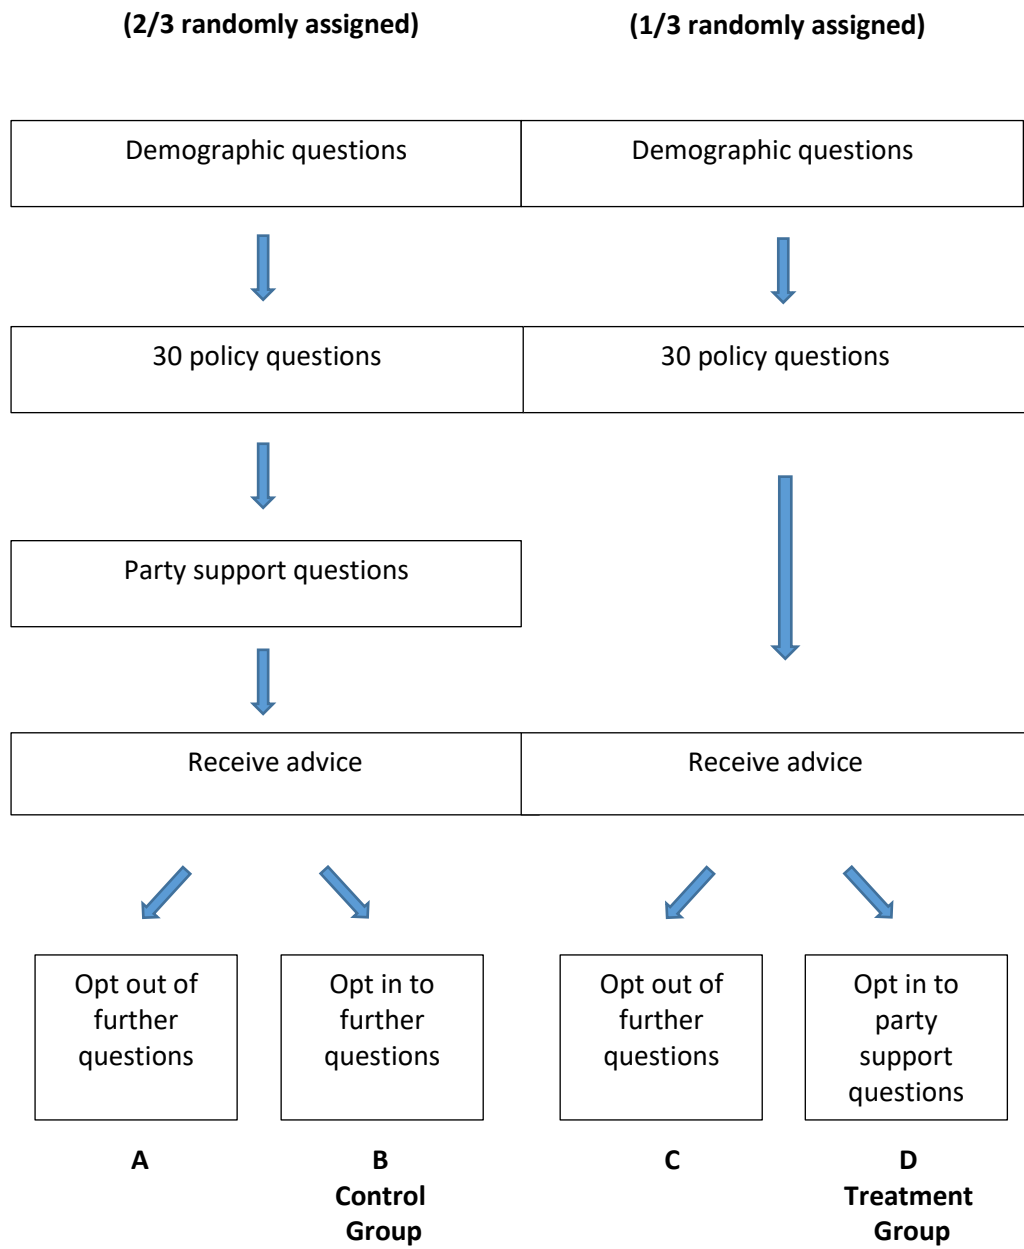 (2/3 randomly assigned)
(1/3 randomly assigned)
Demographic questions
Demographic questions
30 policy questions
30 policy questions
Party support questions
Receive advice
Receive advice
Opt out of
further
questions
Opt in to
further
questions
Opt out of
further
questions
Opt in to
party
support
questions
A
B
Control
Group
C
D
Treatment
Group